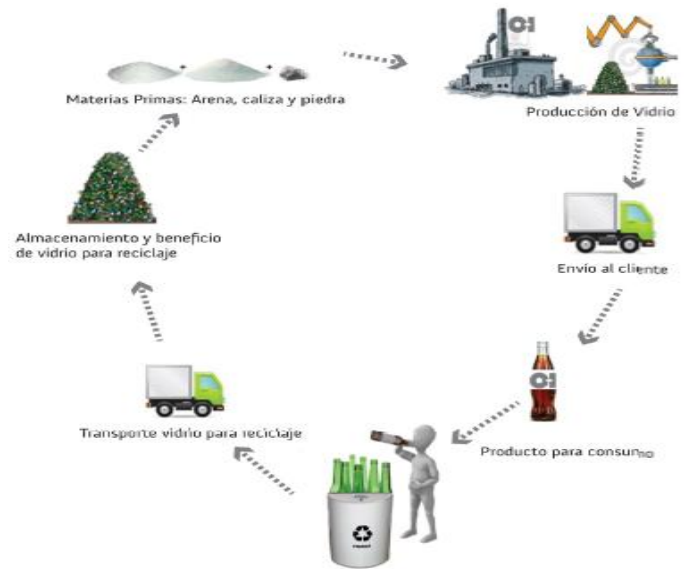 Materias Primas: Arena, caliza y piedra
O-I
Producción de Vidrio
Envío al cliente
O-I
Producto para consumo
Transporte vidrio para reciclaje
Almacenamiento y beneficio
de vidrio para reciclaje